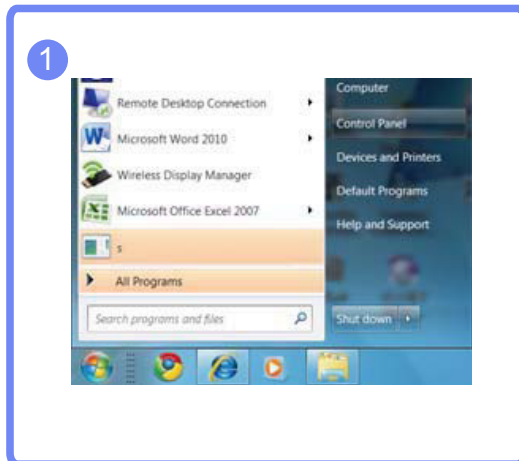 1
Remote Desktop Connection
Microsoft Word 2010
Wireless Display Manager
Microsoft Office Excel 2007
s
All Programs
Search programs and files
Computer
Control Panel
Devices and Printers
Default Programs
Help and Support
Shut down